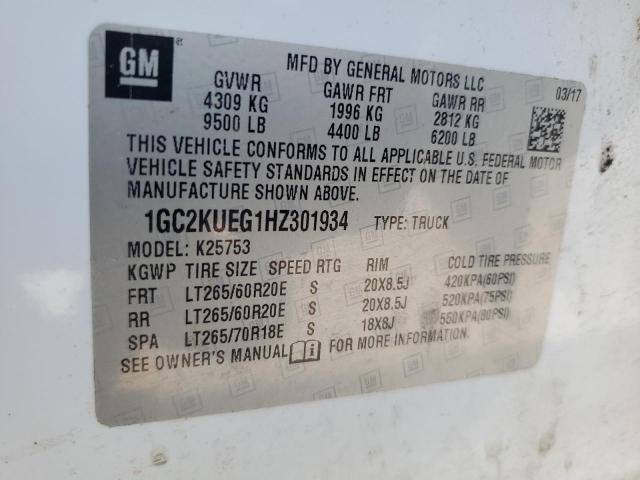 GM
MFD BY GENERAL MOTORS LLC
03/17
GVWR GAWR FRT GAWR RR
4309 KG 1996 KG 2812 KG
9500 LB 4400 LB 6200 LB
THIS VEHICLE CONFORMS TO ALL APPLICABLE U.S. FEDERAL MOTOR
VEHICLE SAFETY STANDARDS IN EFFECT ON THE DATE OF
MANUFACTURE SHOWN ABOVE.
1GC2KUEG1HZ301934 TYPE: TRUCK
MODEL: K25753
KGWP TIRE SIZE SPEED RTG RIM COLD TIRE PRESSURE
FRT LT265/60R20E S 20X8.5J 420KPA(60PSI)
RR LT265/60R20E S 20X8.5J 520KPA(75PSI)
SPA LT265/70R18E S 18X8J 550KPA(80PSI)
SEE OWNER'S MANUAL FOR MORE INFORMATION.